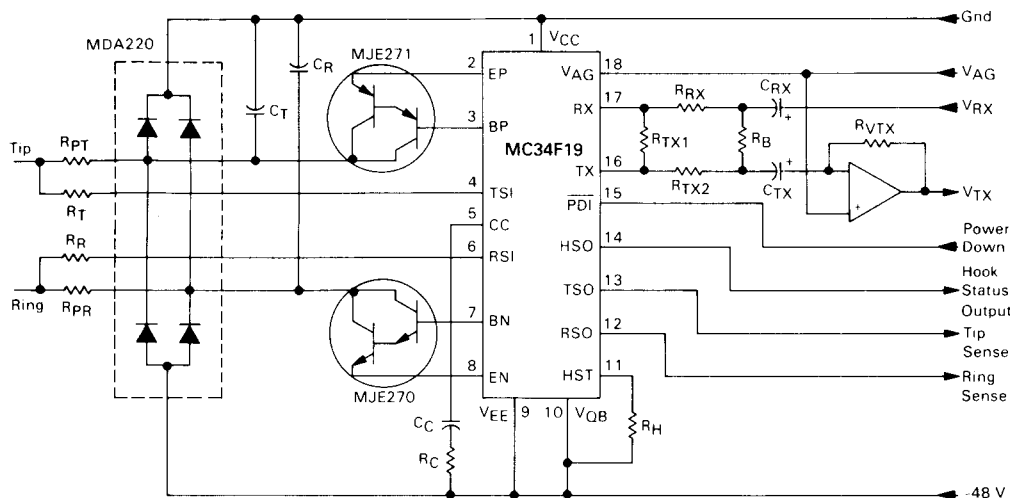 Gnd
MDA220
MJE271
1 VCC
CR
2 EP
VAG 18
VAG
CRX
RX 17
RRX
VRX
+
CT
3 BP
RPT
Tip
MC34F19
RTX1
RB
RVTX
TX 16
RTX2
CTX
+
+
VTX
4 TSI
RT
PDI 15
5 CC
Power
Down
RR
6 RSI
HSO 14
Hook
Status
Output
Ring
RPR
TSO 13
7 BN
Tip
Sense
RSO 12
8 EN
HST 11
Ring
Sense
MJE270
VEE 9
10 VQB
CC
RH
RC
-48 V